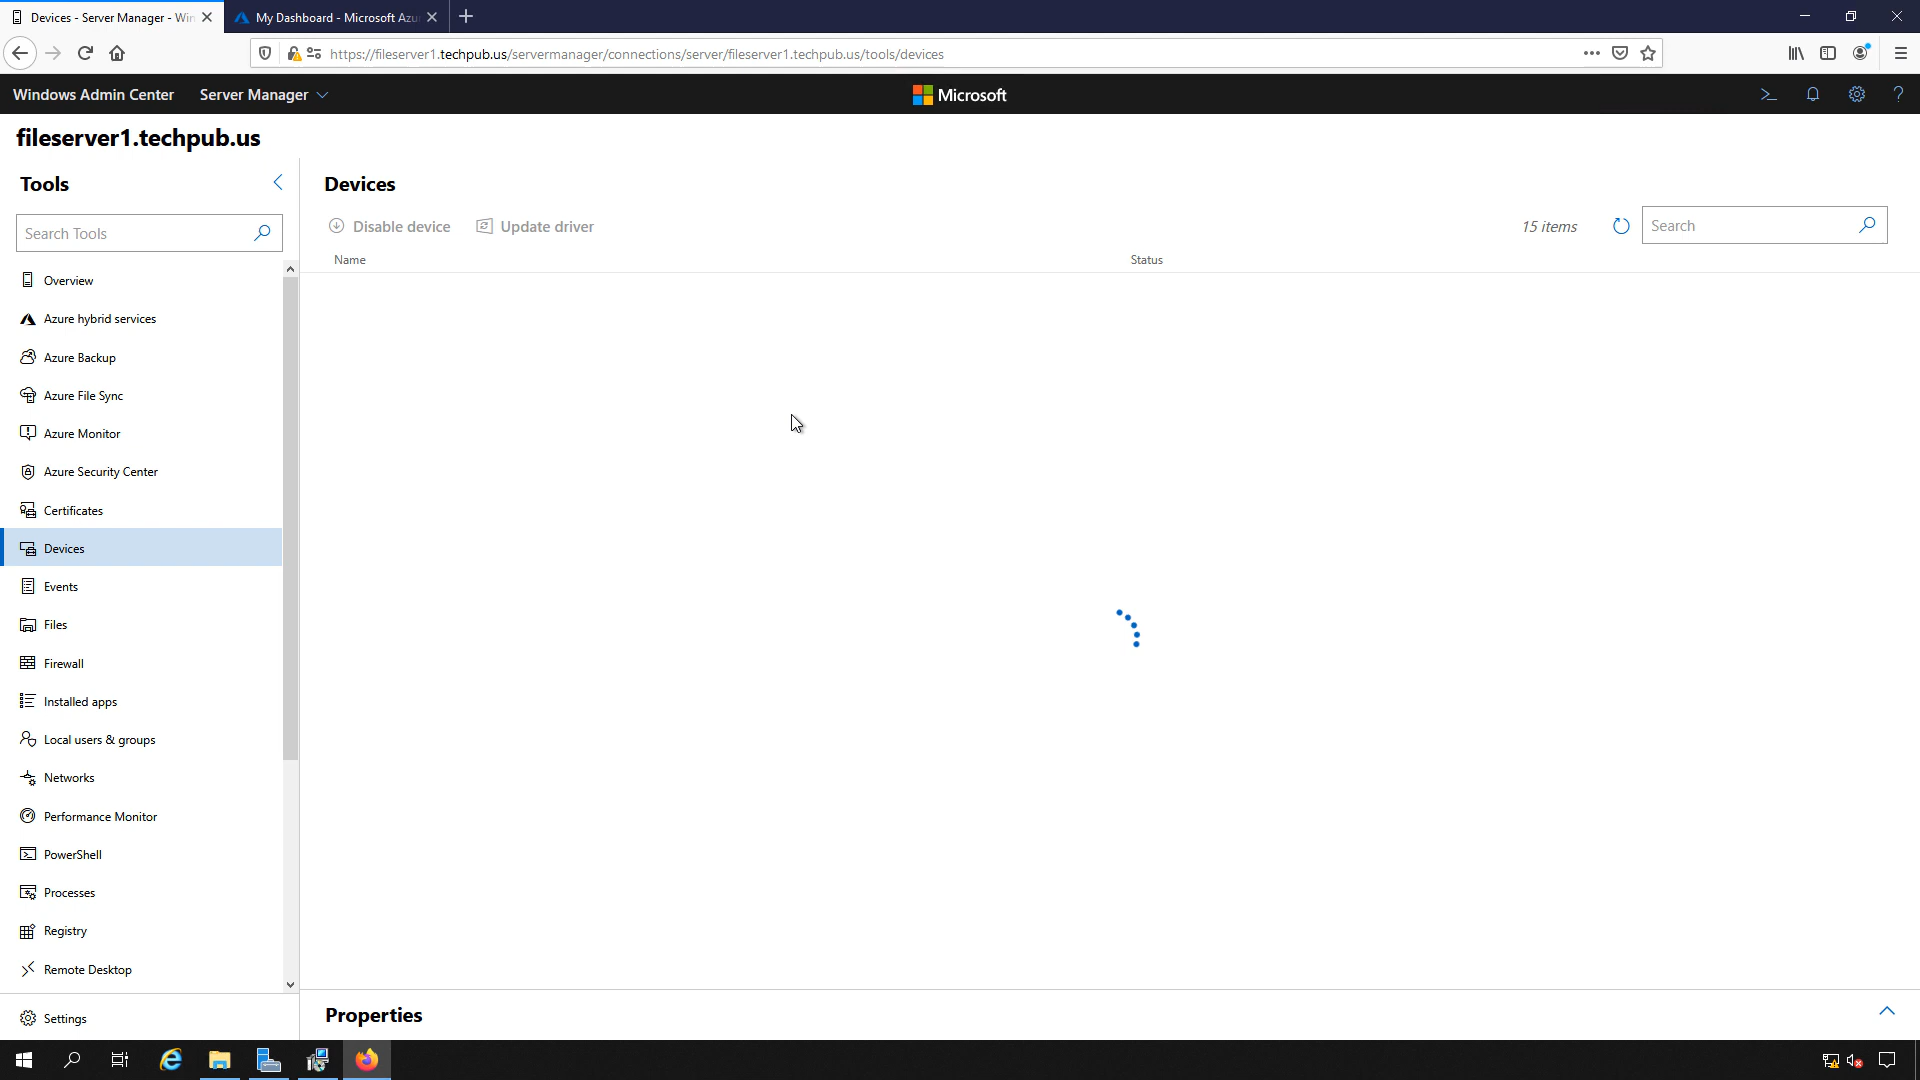 Devices - Server Manager - Win
My Dashboard - Microsoft Azu
https://fileserver1.techpub.us/servermanager/connections/server/fileserver1.techpub.us/tools/devices
Windows Admin Center
Server Manager
Microsoft
fileserver1.techpub.us
Tools
Search Tools
Overview
Azure hybrid services
Azure Backup
Azure File Sync
Azure Monitor
Azure Security Center
Certificates
Devices
Events
Files
Firewall
Installed apps
Local users & groups
Networks
Performance Monitor
PowerShell
Processes
Registry
Remote Desktop
Settings
Devices
Disable device
Update driver
15 items
Search
Name
Status
Properties